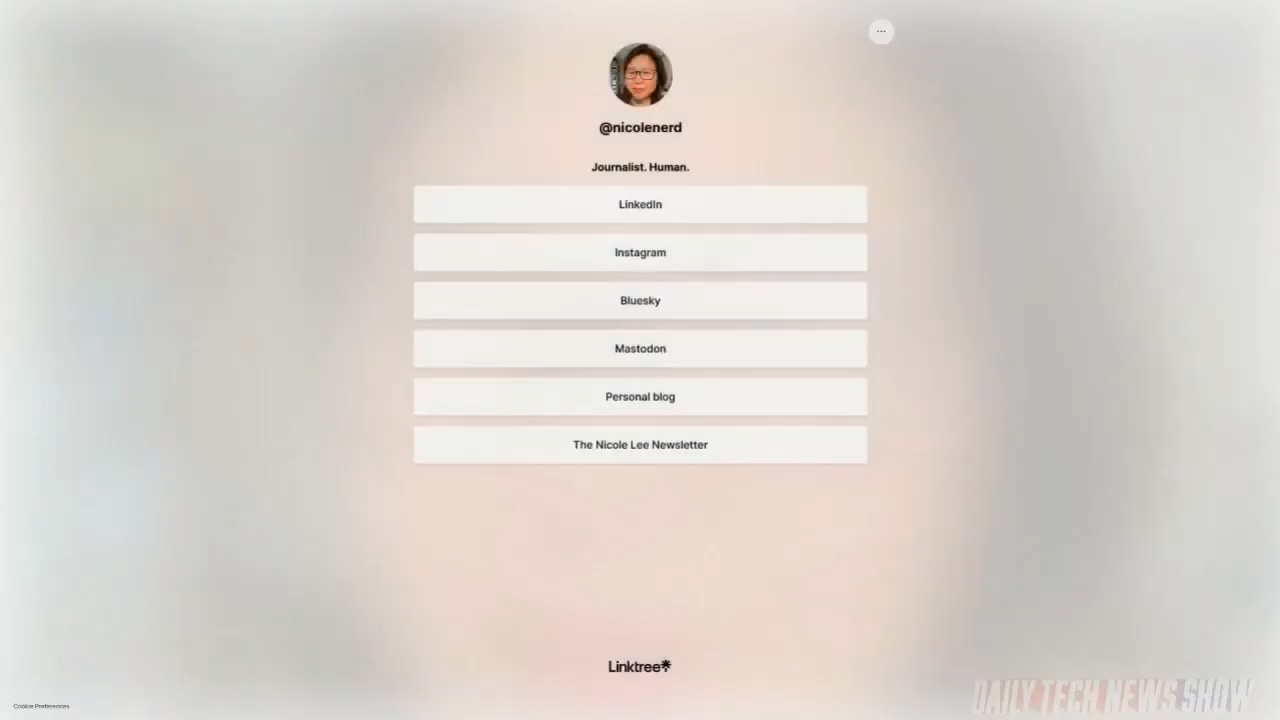 ...
@nicolenerd
Journalist. Human.
LinkedIn
Instagram
Bluesky
Mastodon
Personal blog
The Nicole Lee Newsletter
Linktree*
Cookie Preferences
DAILY TECH NEWS SHOW